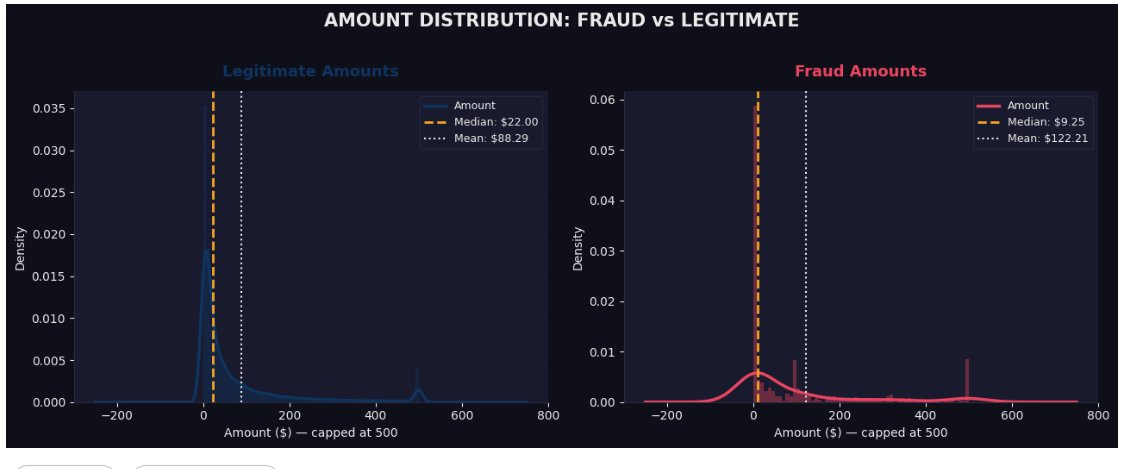 AMOUNT DISTRIBUTION: FRAUD vs LEGITIMATE
Legitimate Amounts
0.035
0.030
0.025
0.020
0.015
0.010
0.005
0.000
Density
Amount
Median: $22.00
Mean: $88.29
−200
0
200
400
600
800
Amount ($) — capped at 500
Fraud Amounts
0.06
0.05
0.04
0.03
0.02
0.01
0.00
Density
Amount
Median: $9.25
Mean: $122.21
−200
0
200
400
600
800
Amount ($) — capped at 500